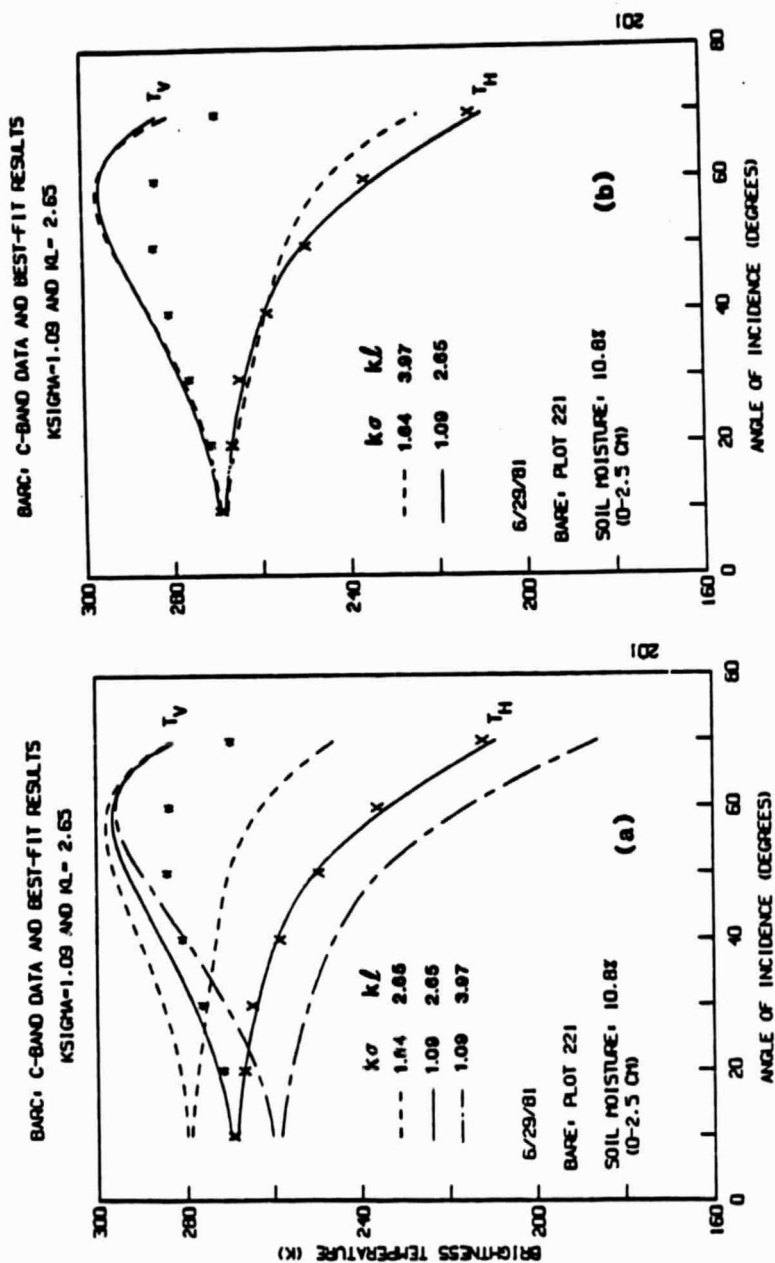 BARC: C-BAND DATA AND BEST-FIT RESULTS
KSIGMA=1.09 AND KL= 2.65
BRIGHTNESS TEMPERATURE (K)
300
280
240
200
160
T_V
T_H
kσ kℓ
1.64 2.65
1.09 2.65
1.09 3.97
6/29/81
BARE: PLOT 221
SOIL MOISTURE: 10.8%
(0-2.5 CM)
(a)
0 20 40 60 80
ANGLE OF INCIDENCE (DEGREES)
201
BARC: C-BAND DATA AND BEST-FIT RESULTS
KSIGMA=1.09 AND KL= 2.65
300
280
240
200
160
T_V
T_H
kσ kℓ
1.64 3.97
1.09 2.65
6/29/81
BARE: PLOT 221
SOIL MOISTURE: 10.8%
(0-2.5 CM)
(b)
0 20 40 60 80
ANGLE OF INCIDENCE (DEGREES)
201